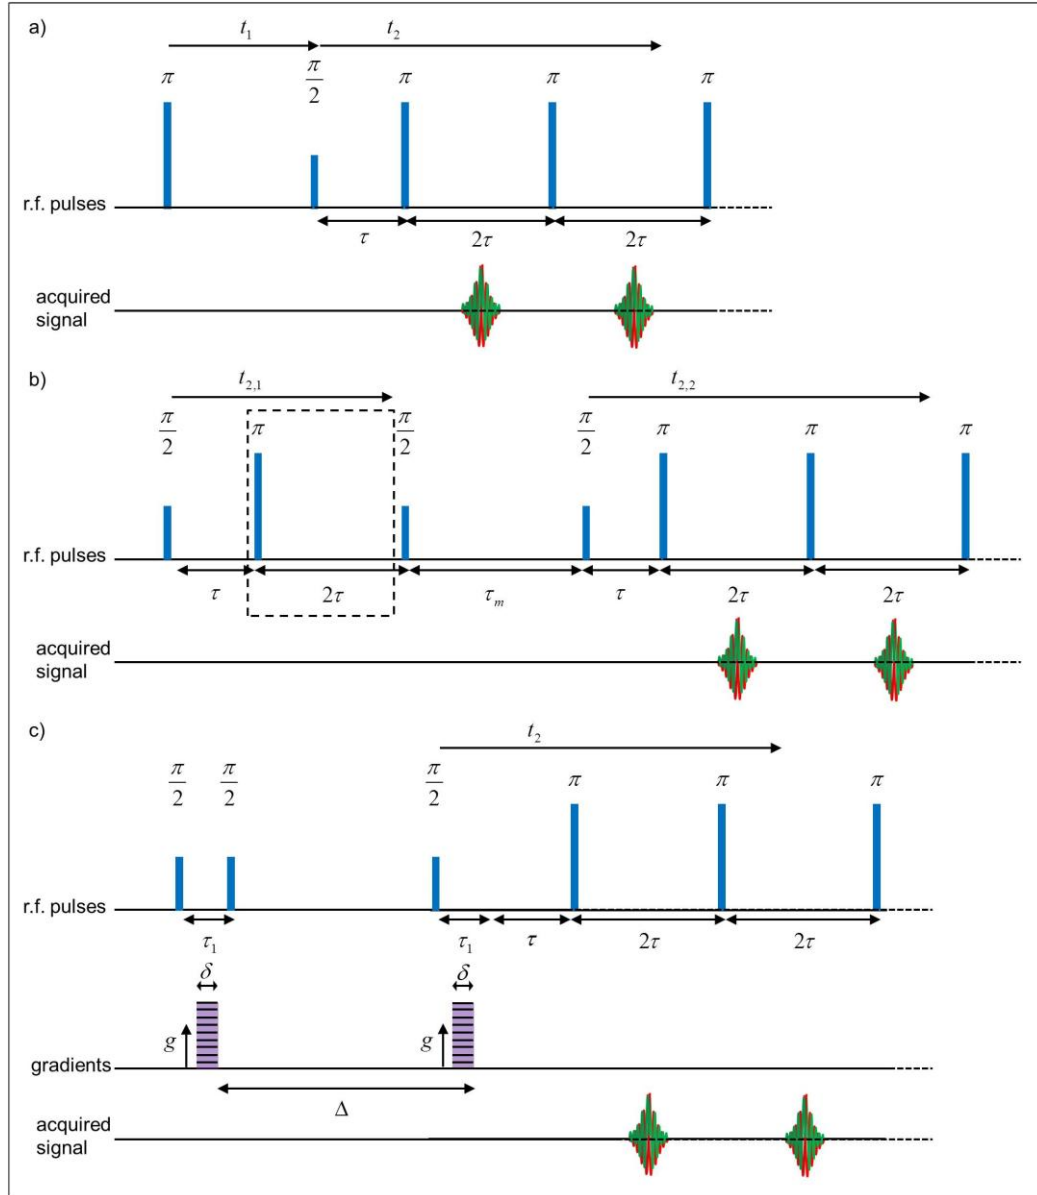 a)
t₁ t₂
π π/2 π π π
r.f. pulses
τ 2τ 2τ
acquired
signal
b)
t₂,₁ t₂,₂
π/2 π π/2 π/2 π π π
r.f. pulses
τ 2τ τₘ τ 2τ 2τ
acquired
signal
c)
t₂
π/2 π/2 π/2 π π π
r.f. pulses
τ₁ τ₁ τ 2τ 2τ
δ δ
g g
gradients
Δ
acquired
signal